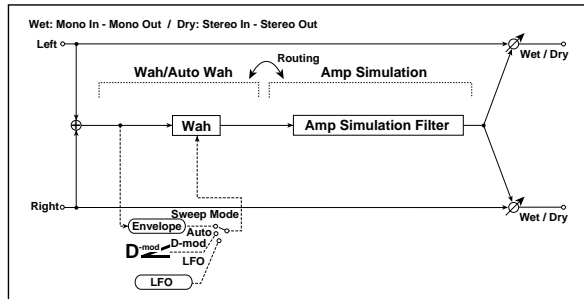 Wet: Mono In - Mono Out / Dry: Stereo In - Stereo Out
Left
Wet / Dry
Routing
Wah/Auto Wah
Amp Simulation
Wah
Amp Simulation Filter
Right
Wet / Dry
Sweep Mode
Envelope
Auto
D-mod
D-mod
LFO
LFO